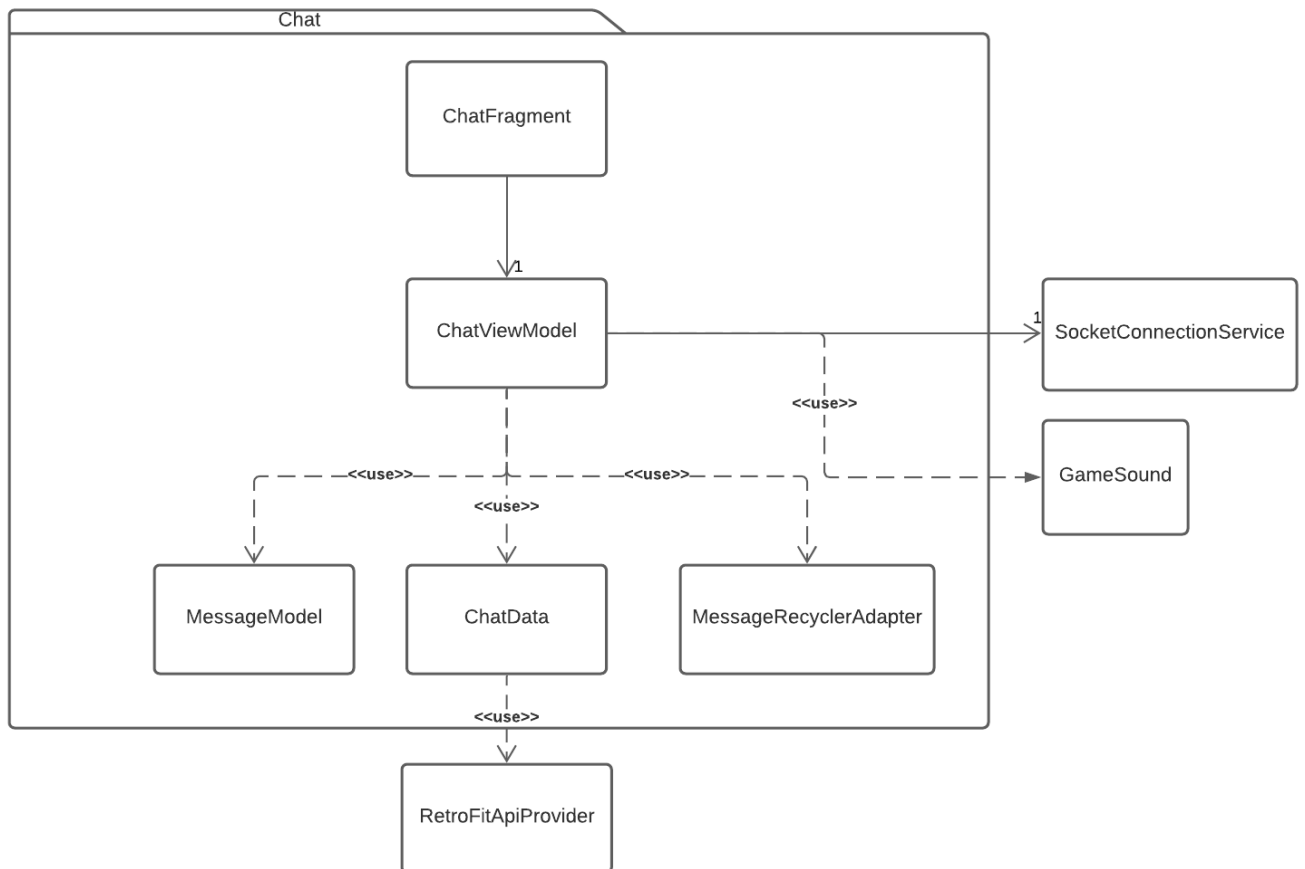 Chat
ChatFragment
1
ChatViewModel
1
SocketConnectionService
<<use>>
GameSound
<<use>>
<<use>>
<<use>>
MessageModel
ChatData
MessageRecyclerAdapter
<<use>>
RetroFitApiProvider